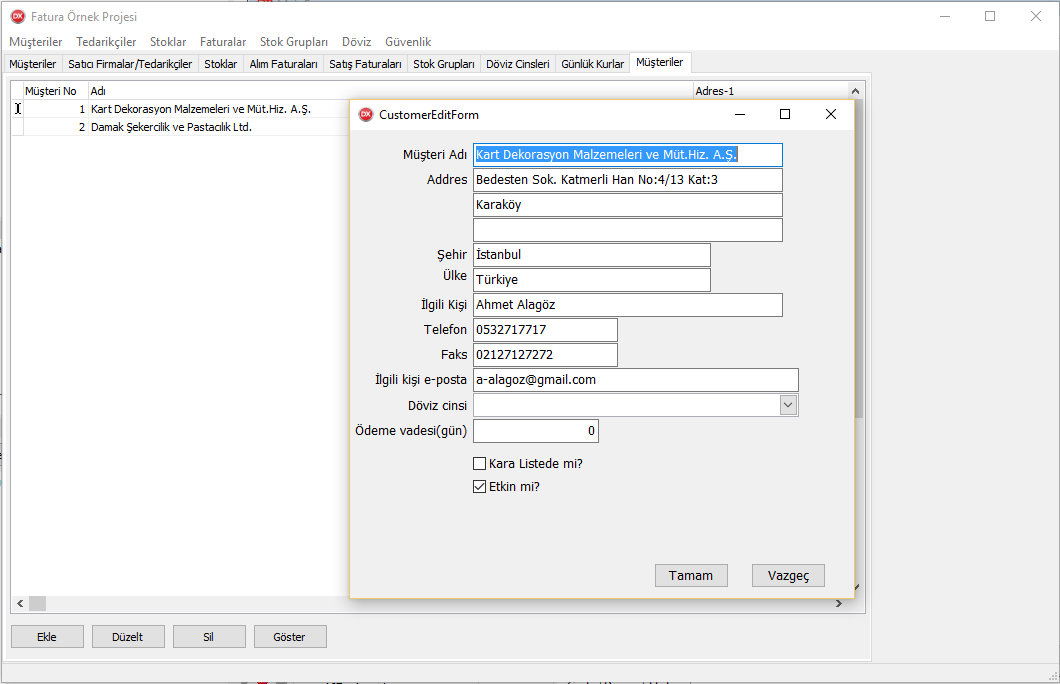 Fatura Örnek Projesi
Müşteriler Tedarikçiler Stoklar Faturalar Stok Grupları Döviz Güvenlik
Müşteriler Satıcı Firmalar/Tedarikçiler Stoklar Alım Faturaları Satış Faturaları Stok Grupları Döviz Cinsleri Günlük Kurlar Müşteriler
Müşteri No Adı Adres-1
1 Kart Dekorasyon Malzemeleri ve Müt.Hiz. A.Ş.
2 Damak Şekercilik ve Pastacılık Ltd.
CustomerEditForm
Müşteri Adı Kart Dekorasyon Malzemeleri ve Müt.Hiz. A.Ş.
Addres Bedesten Sok. Katmerli Han No:4/13 Kat:3
Karaköy
Şehir İstanbul
Ülke Türkiye
İlgili Kişi Ahmet Alagöz
Telefon 0532717717
Faks 02127127272
İlgili kişi e-posta a-alagoz@gmail.com
Döviz cinsi
Ödeme vadesi(gün) 0
Kara Listede mi?
Etkin mi?
Tamam Vazgeç
Ekle Düzelt Sil Göster